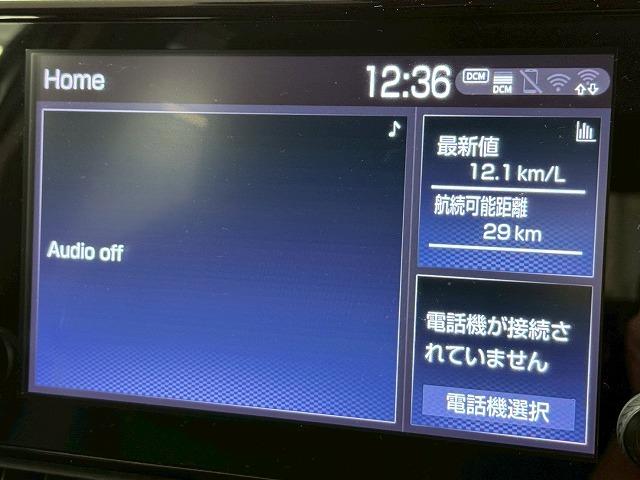 Home
12:36
DCM
DCM
Audio off
最新値
12.1 km/L
航続可能距離
29 km
電話機が接続さ
れていません
電話機選択